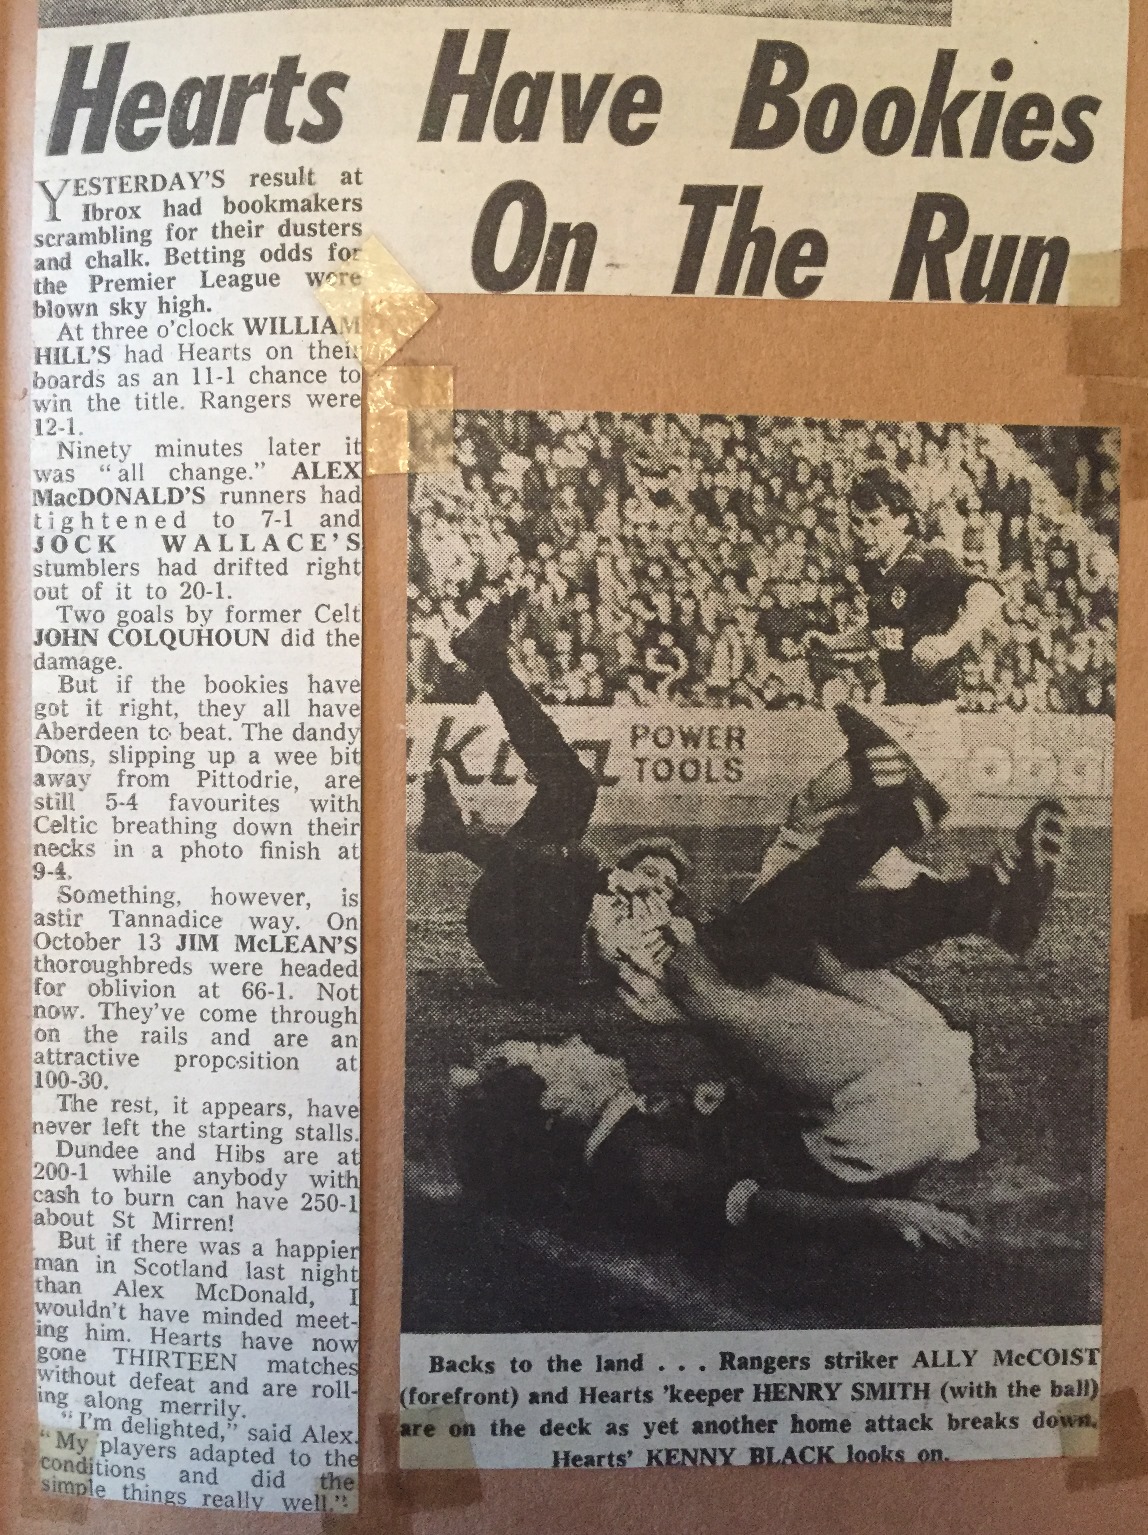 Hearts Have Bookies
On The Run
YESTERDAY'S result at
Ibrox had bookmakers
scrambling for their dusters
and chalk. Betting odds for
the Premier League were
blown sky high.
At three o'clock WILLIAM
HILL'S had Hearts on their
boards as an 11-1 chance to
win the title. Rangers were
12-1.
Ninety minutes later it
was "all change." ALEX
MacDONALD'S runners had
tightened to 7-1 and
JOCK WALLACE'S
stumblers had drifted right
out of it to 20-1.
Two goals by former Celt
JOHN COLQUHOUN did the
damage.
But if the bookies have
got it right, they all have
Aberdeen to beat. The dandy
Dons, slipping up a wee bit
away from Pittodrie, are
still 5-4 favourites with
Celtic breathing down their
necks in a photo finish at
9-4.
Something, however, is
astir Tannadice way. On
October 13 JIM McLEAN'S
thoroughbreds were headed
for oblivion at 66-1. Not
now. They've come through
on the rails and are an
attractive proposition at
100-30.
The rest, it appears, have
never left the starting stalls.
Dundee and Hibs are at
200-1 while anybody with
cash to burn can have 250-1
about St Mirren!
But if there was a happier
man in Scotland last night
than Alex McDonald, I
wouldn't have minded meet-
ing him. Hearts have now
gone THIRTEEN matches
without defeat and are roll-
ing along merrily.
"I'm delighted," said Alex.
"My players adapted to the
conditions and did the
simple things really well."
POWER
TOOLS
Backs to the land . . . Rangers striker ALLY McCOIST
(forefront) and Hearts 'keeper HENRY SMITH (with the ball)
are on the deck as yet another home attack breaks down.
Hearts' KENNY BLACK looks on.